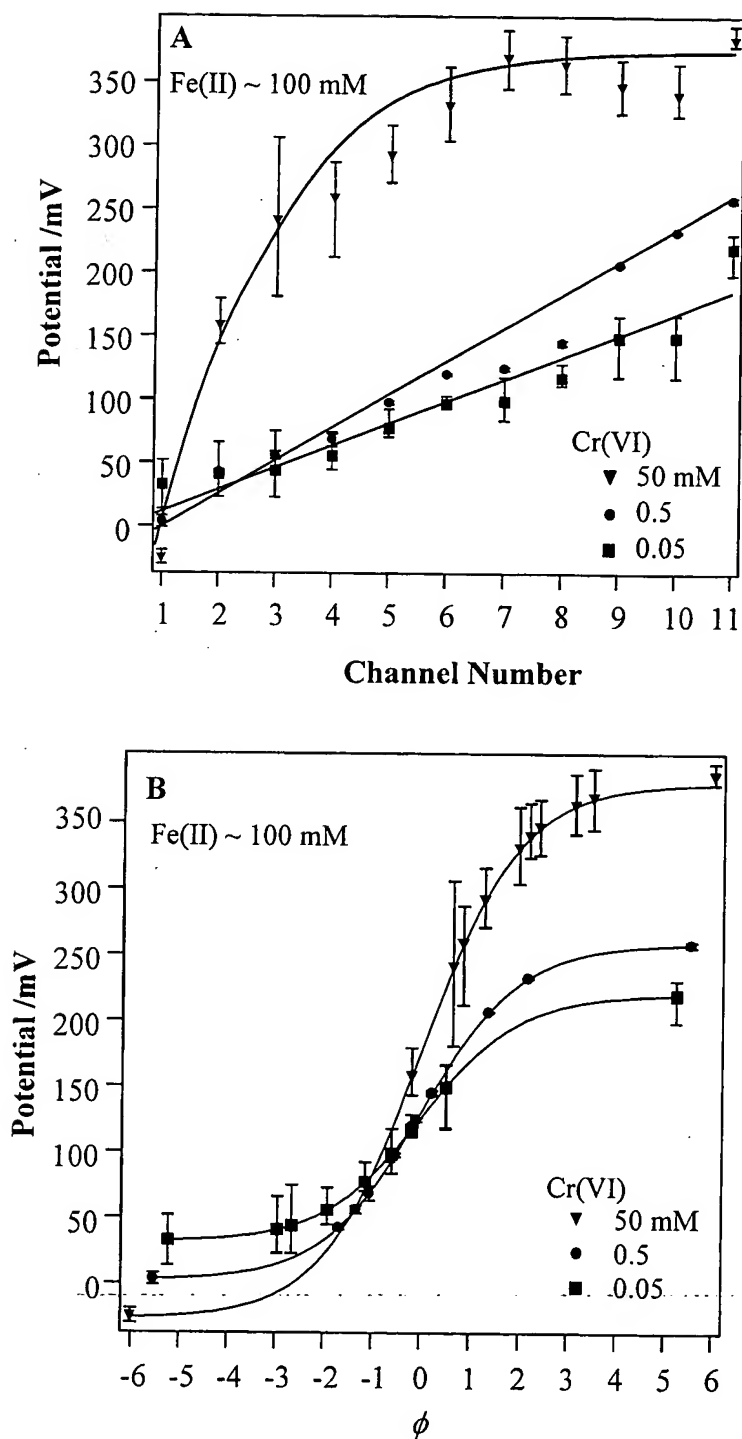 A
Fe(II) ~ 100 mM
350
300
250
200
150
100
50
0
Potential /mV
Cr(VI)
▼ 50 mM
● 0.5
■ 0.05
1 2 3 4 5 6 7 8 9 10 11
Channel Number
B
Fe(II) ~ 100 mM
350
300
250
200
150
100
50
0
Potential /mV
Cr(VI)
▼ 50 mM
● 0.5
■ 0.05
-6 -5 -4 -3 -2 -1 0 1 2 3 4 5 6
ϕ